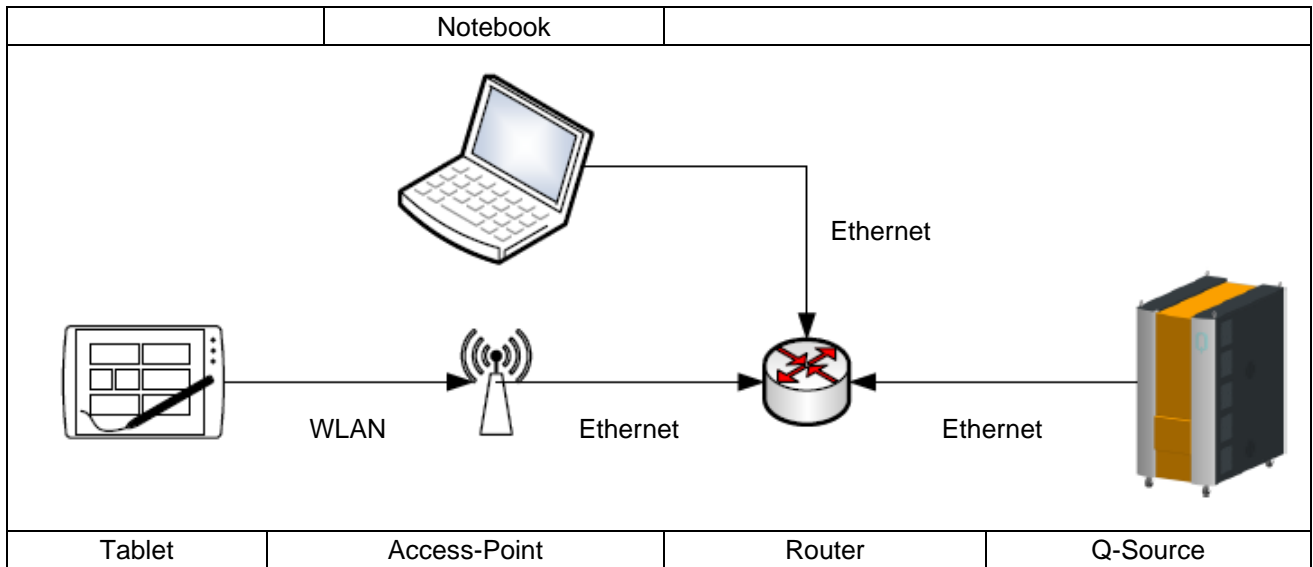 Notebook
Ethernet
WLAN
Ethernet
Ethernet
Tablet
Access-Point
Router
Q-Source